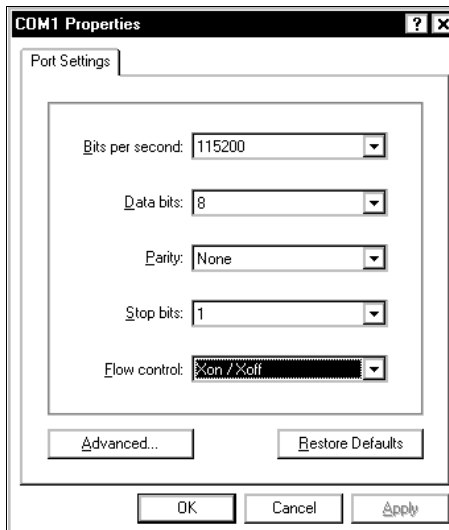 COM1 Properties
Port Settings
Bits per second: 115200
Data bits: 8
Parity: None
Stop bits: 1
Flow control: Xon / Xoff
Advanced... Restore Defaults
OK Cancel Apply